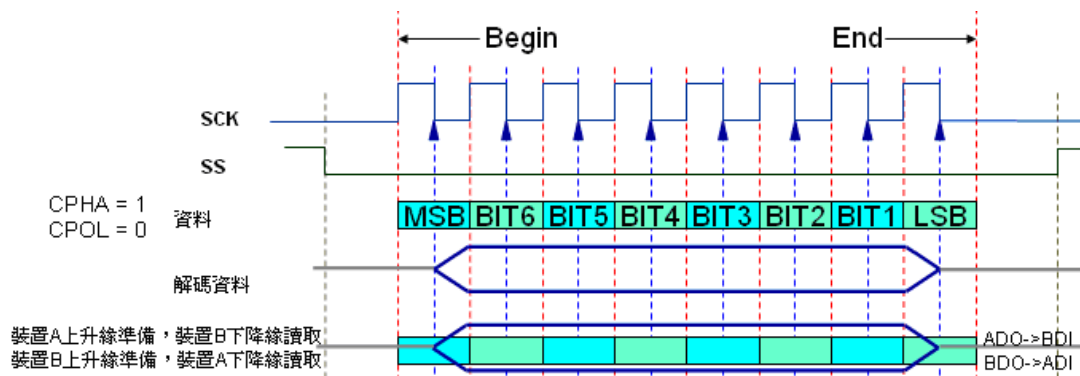 Begin End
SCK
SS
CPHA = 1
CPOL = 0
資料
MSB BIT6 BIT5 BIT4 BIT3 BIT2 BIT1 LSB
解碼資料
裝置A上升緣準備，裝置B下降緣讀取
裝置B上升緣準備，裝置A下降緣讀取
ADO->BDI
BDO->ADI